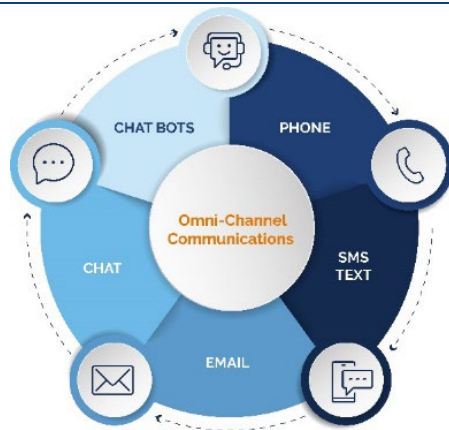 CHAT BOTS
PHONE
Omni-Channel
Communications
CHAT
SMS
TEXT
EMAIL